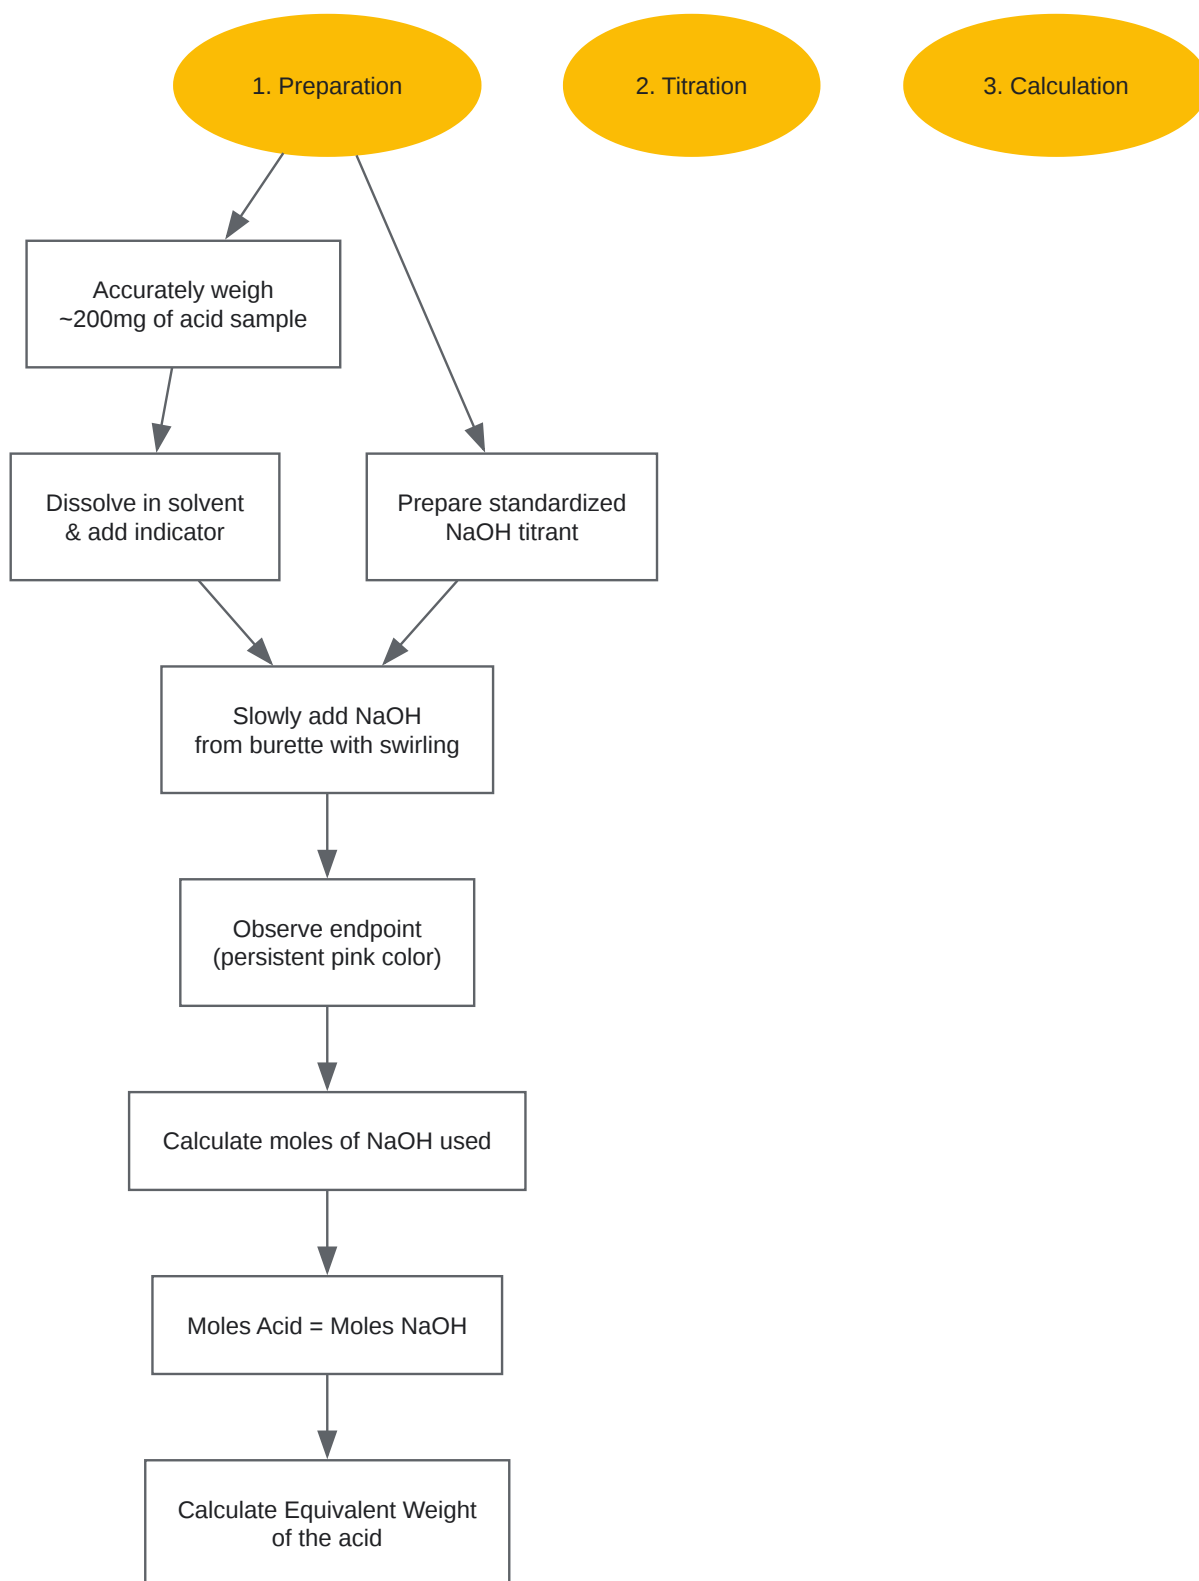 1. Preparation
2. Titration
3. Calculation
Accurately weigh
~200mg of acid sample
Dissolve in solvent
& add indicator
Prepare standardized
NaOH titrant
Slowly add NaOH
from burette with swirling
Observe endpoint
(persistent pink color)
Calculate moles of NaOH used
Moles Acid = Moles NaOH
Calculate Equivalent Weight
of the acid